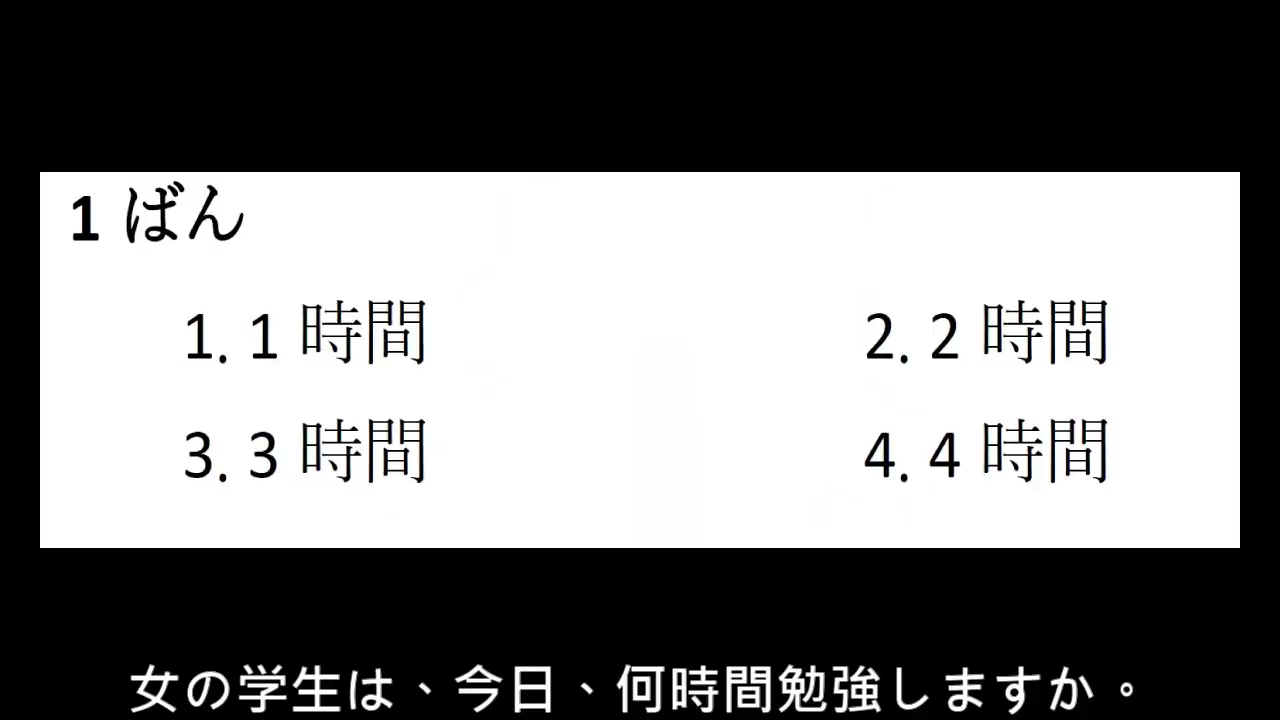 1 ばん
1. 1 時間 2. 2 時間
3. 3 時間 4. 4 時間
女の学生は、今日、何時間勉強しますか。